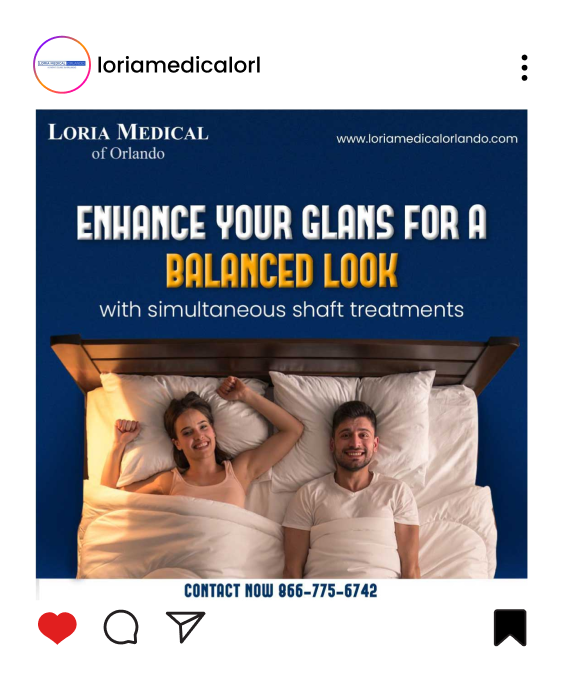 loriamedicalorl
LORIA MEDICAL
of Orlando
www.loriamedicalorlando.com
ENHANCE YOUR GLANS FOR A
BALANCED LOOK
with simultaneous shaft treatments
CONTACT NOW 866-775-6742